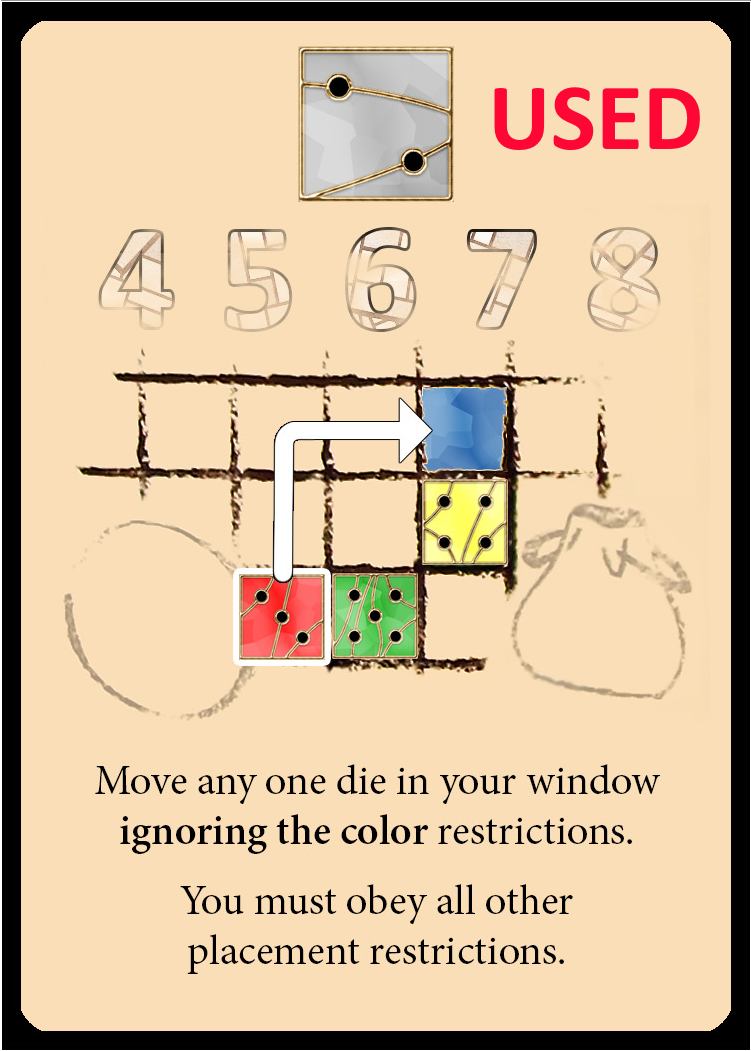 USED
4 5 6 7 8
Move any one die in your window
ignoring the color restrictions.
You must obey all other
placement restrictions.